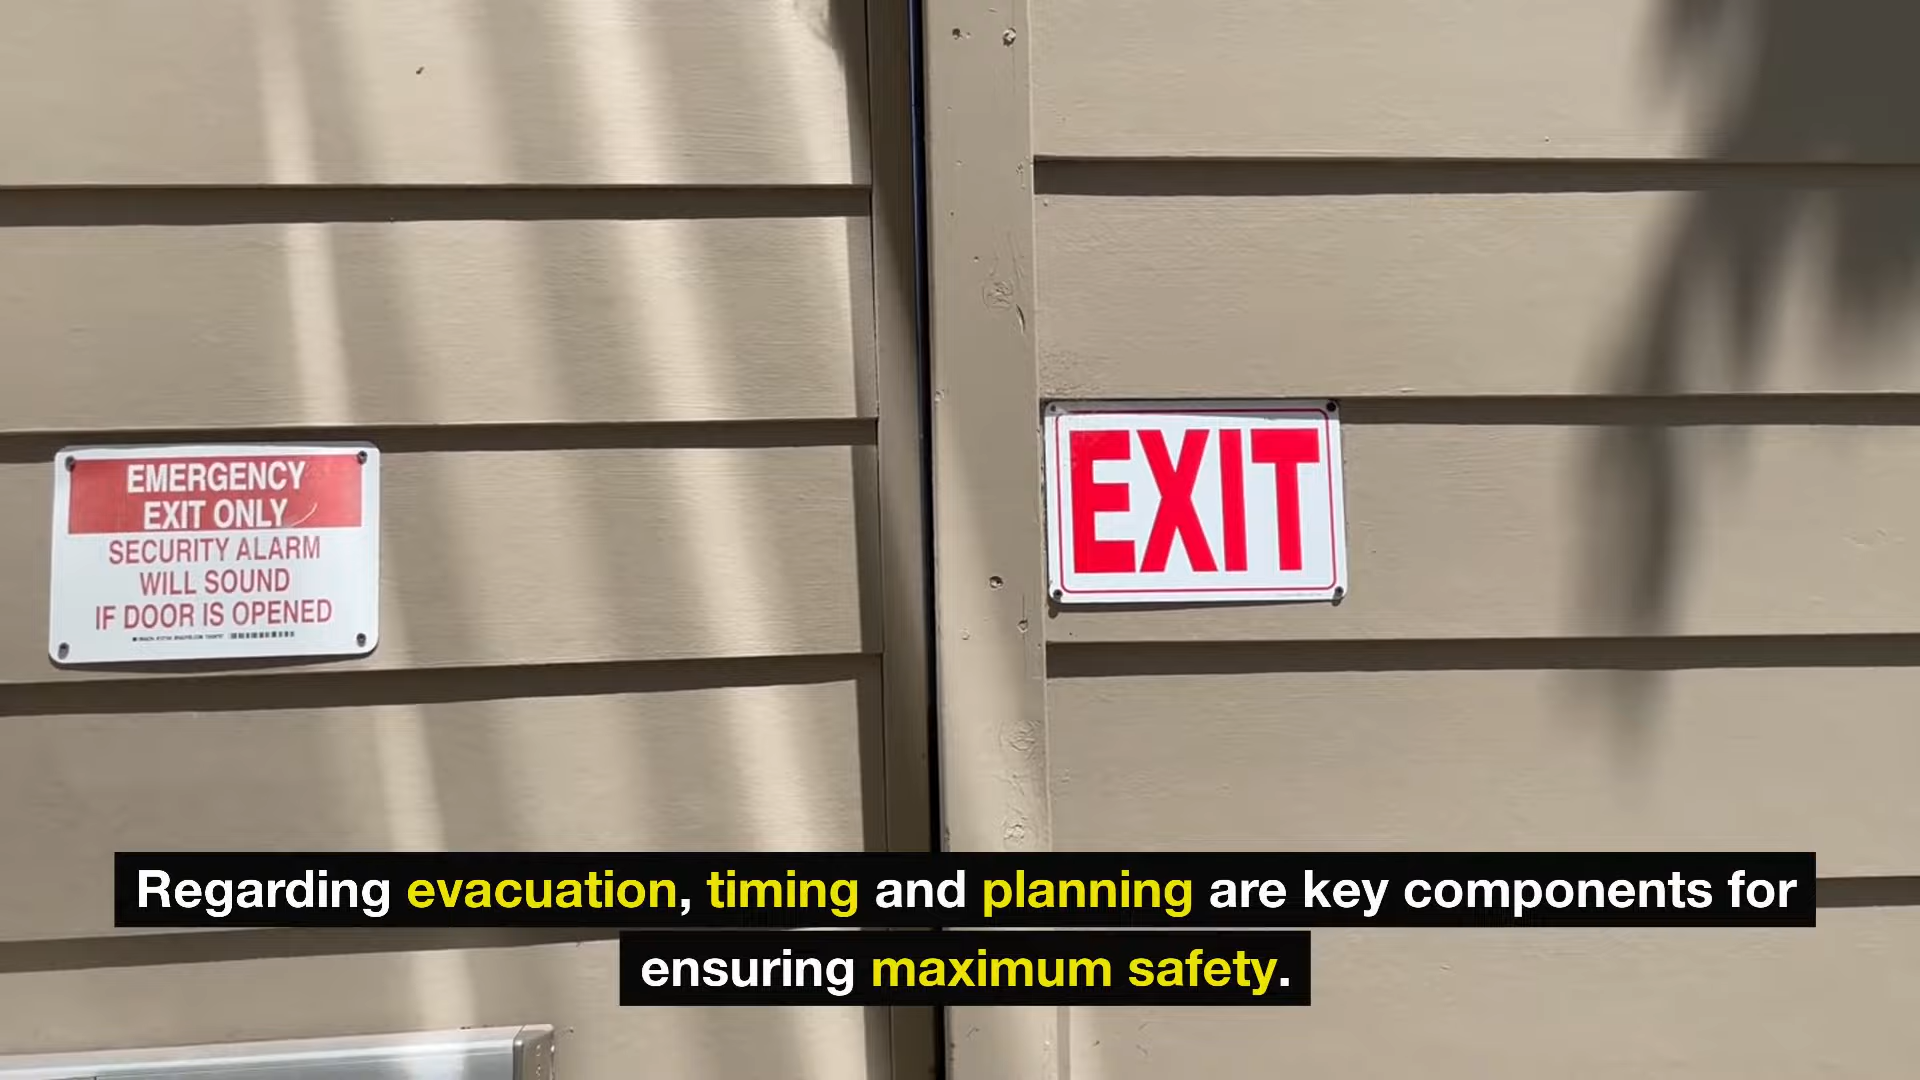 EMERGENCY
EXIT ONLY
SECURITY ALARM
WILL SOUND
IF DOOR IS OPENED
EXIT
Regarding evacuation, timing and planning are key components for
ensuring maximum safety.